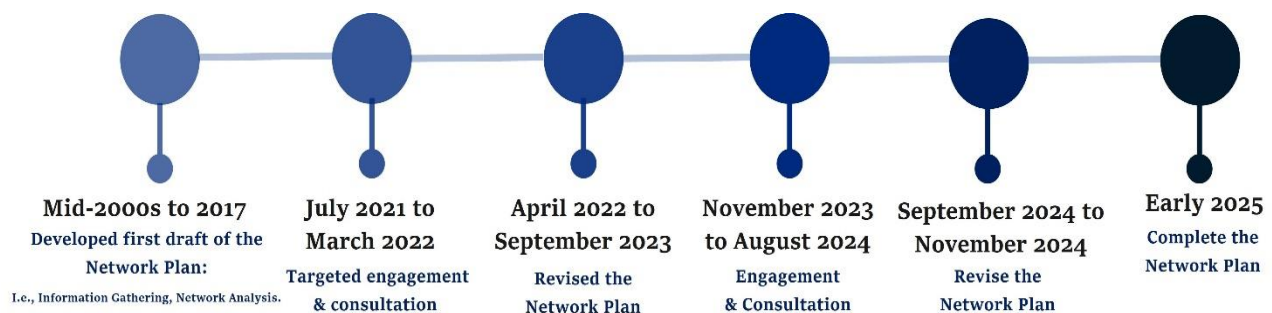 Mid-2000s to 2017
Developed first draft of the
Network Plan:
I.e., Information Gathering, Network Analysis.
July 2021 to
March 2022
Targeted engagement
& consultation
April 2022 to
September 2023
Revised the
Network Plan
November 2023
to August 2024
Engagement
& Consultation
September 2024 to
November 2024
Revise the
Network Plan
Early 2025
Complete the
Network Plan